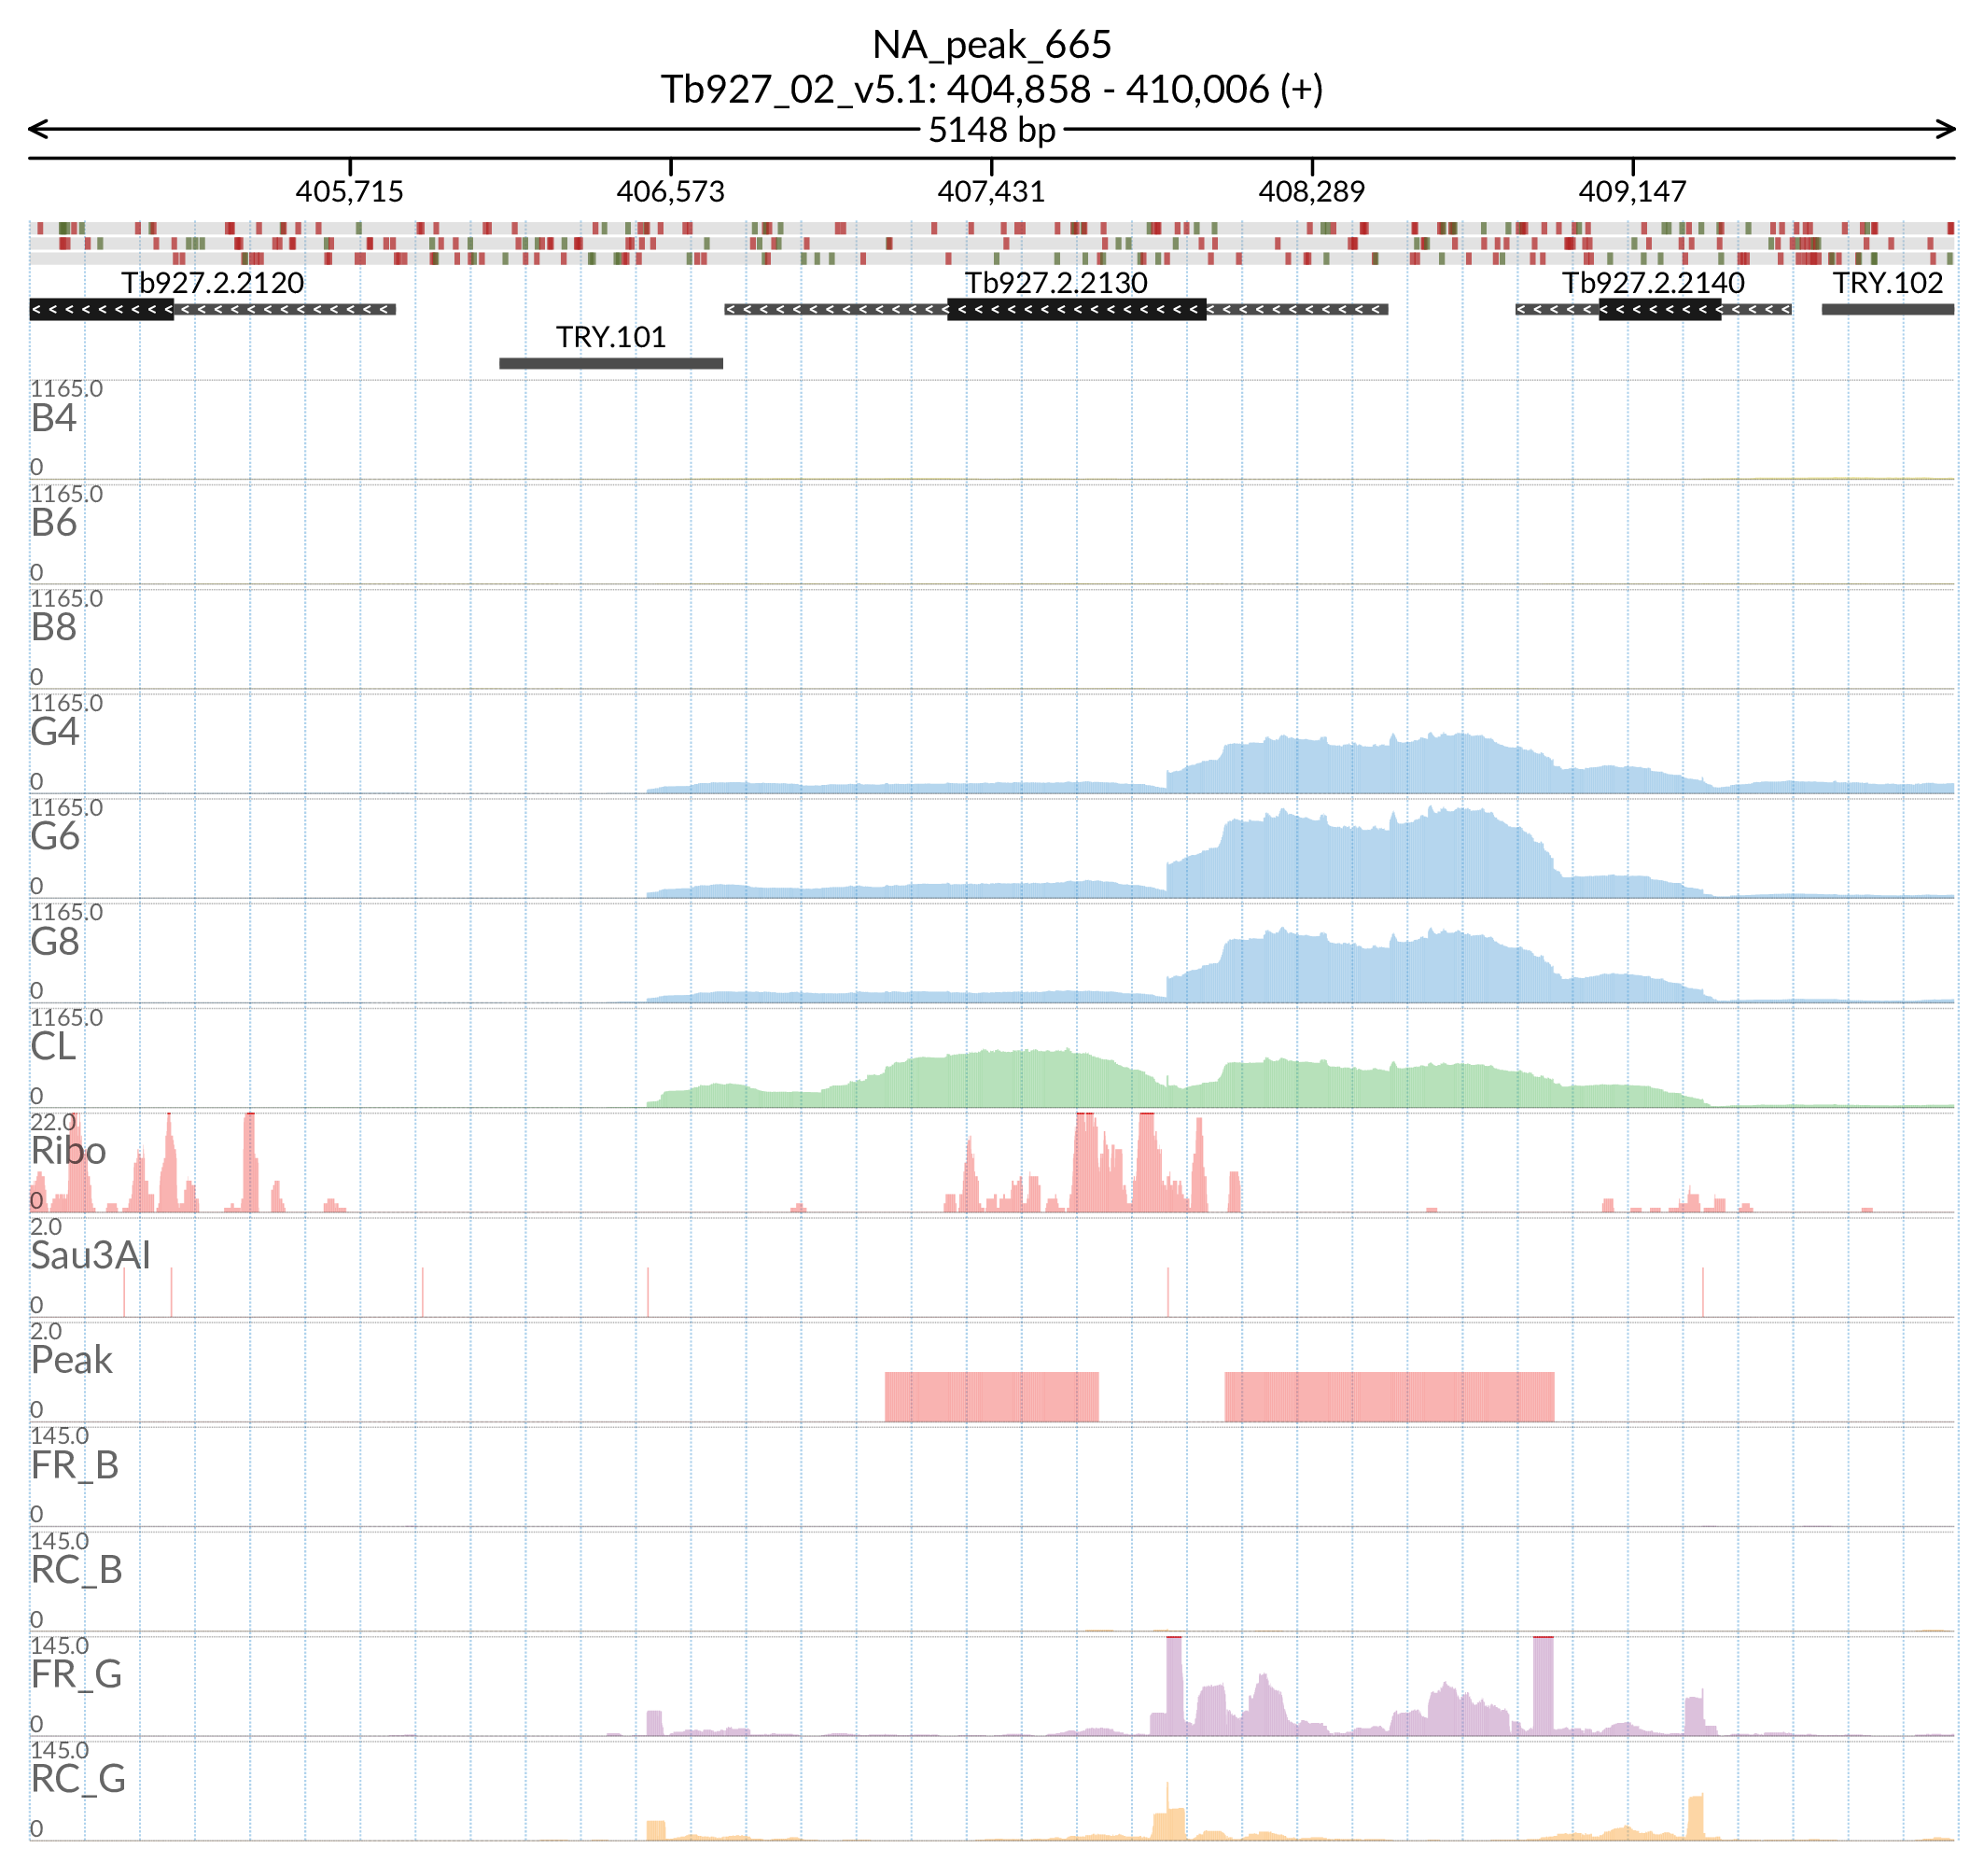 NA_peak_665
Tb927_02_v5.1: 404,858 - 410,006 (+)
5148 bp
405,715 406,573 407,431 408,289 409,147
Tb927.2.2120 Tb927.2.2130 Tb927.2.2140 TRY.102
TRY.101
1165.0
B4
0
1165.0
B6
0
1165.0
B8
0
1165.0
G4
0
1165.0
G6
0
1165.0
G8
0
1165.0
CL
0
22.0
Ribo
0
2.0
Sau3AI
0
2.0
Peak
0
145.0
FR_B
0
145.0
RC_B
0
145.0
FR_G
0
145.0
RC_G
0